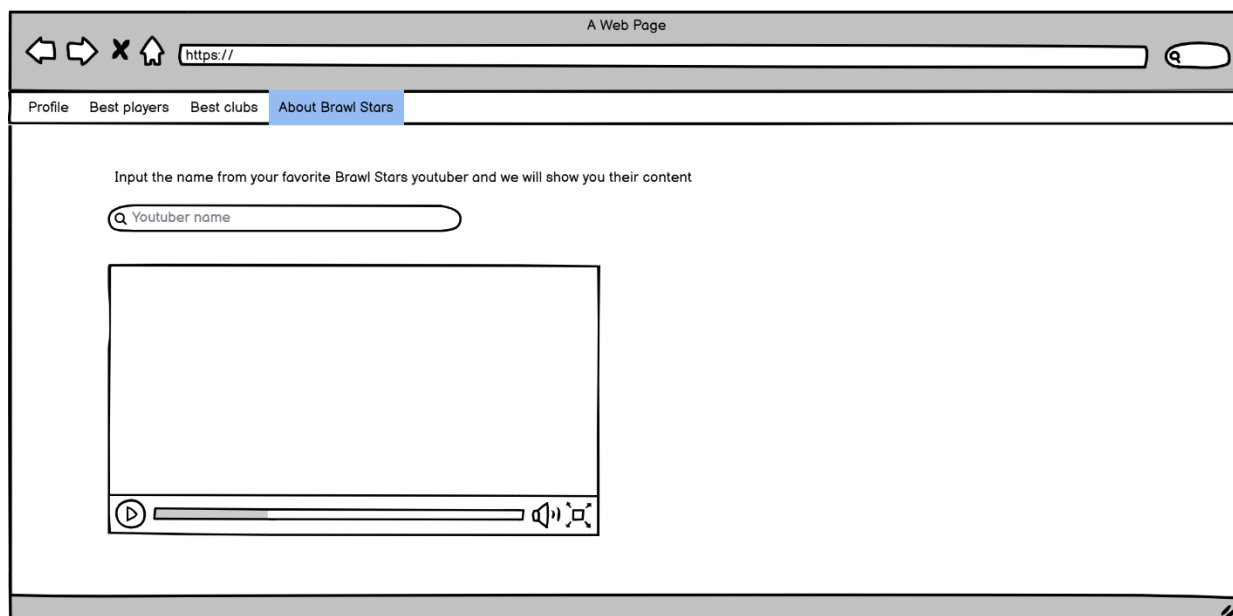 A Web Page
https://
Profile Best players Best clubs About Brawl Stars
Input the name from your favorite Brawl Stars youtuber and we will show you their content
Youtuber name